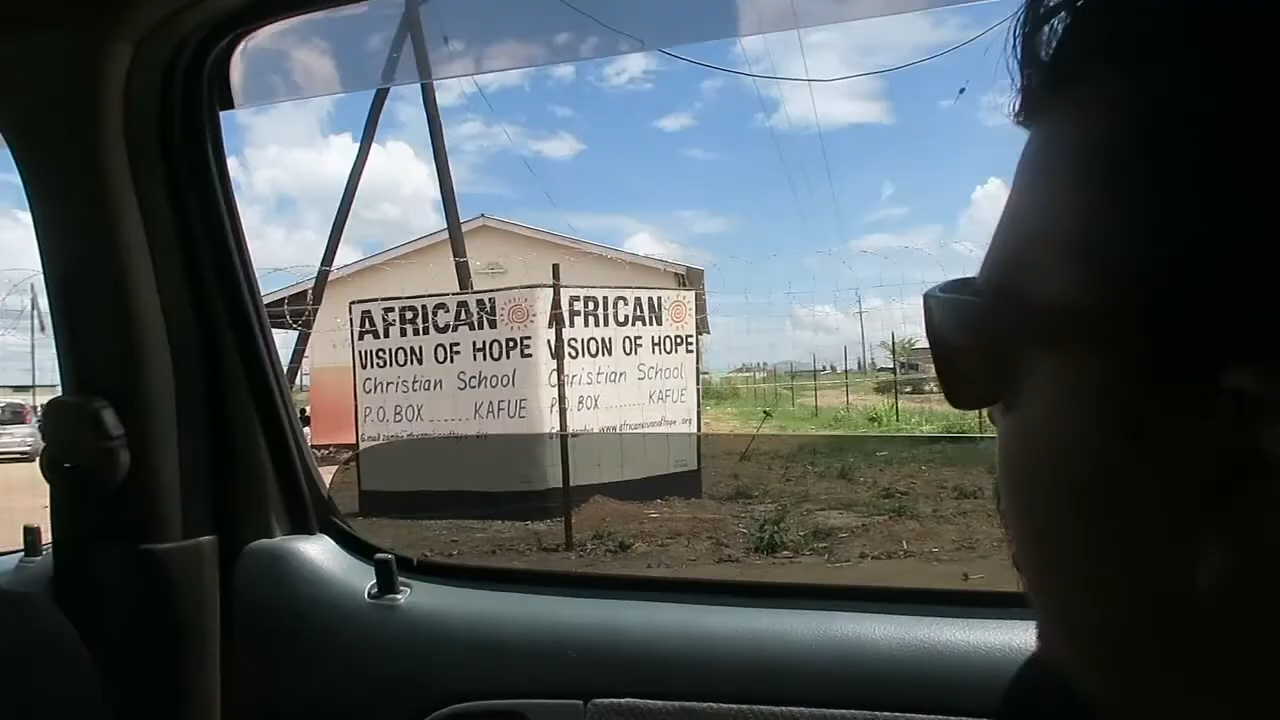 AFRICAN
VISION OF HOPE
Christian School
P.O. BOX ...... KAFUE
AFRICAN
VISION OF HOPE
Christian School
P.O. BOX ......... KAFUE
www.africanvisionofhope.org